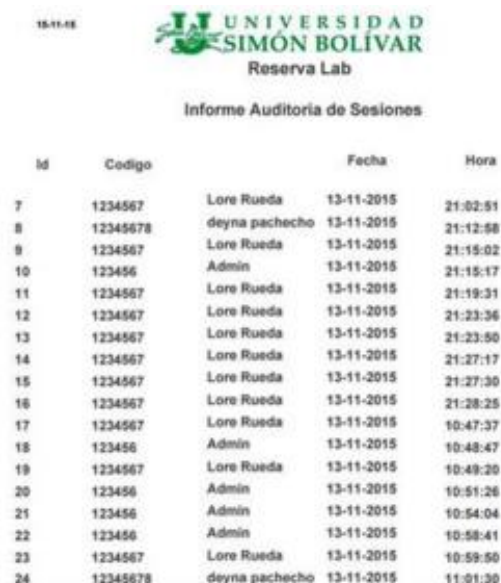 15-11-15
UNIVERSIDAD
SIMÓN BOLÍVAR
Reserva Lab
Informe Auditoria de Sesiones
Id Codigo Fecha Hora
7 1234567 Lore Rueda 13-11-2015 21:02:51
8 12345678 deyna pachecho 13-11-2015 21:12:58
9 1234567 Lore Rueda 13-11-2015 21:15:02
10 123456 Admin 13-11-2015 21:15:17
11 1234567 Lore Rueda 13-11-2015 21:19:31
12 1234567 Lore Rueda 13-11-2015 21:23:36
13 1234567 Lore Rueda 13-11-2015 21:23:50
14 1234567 Lore Rueda 13-11-2015 21:27:17
15 1234567 Lore Rueda 13-11-2015 21:27:30
16 1234567 Lore Rueda 13-11-2015 21:28:25
17 1234567 Lore Rueda 13-11-2015 10:47:37
18 123456 Admin 13-11-2015 10:48:47
19 1234567 Lore Rueda 13-11-2015 10:49:20
20 123456 Admin 13-11-2015 10:51:26
21 123456 Admin 13-11-2015 10:54:04
22 123456 Admin 13-11-2015 10:58:41
23 1234567 Lore Rueda 13-11-2015 10:59:50
24 12345678 deyna pachecho 13-11-2015